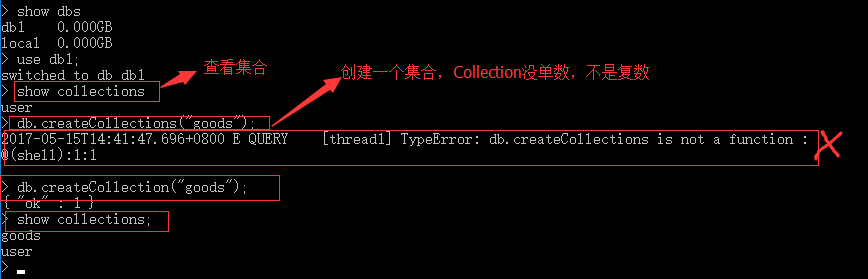 > show dbs
db1    0.000GB
local  0.000GB
> use db1;
switched to db db1
查看集合
创建一个集合，Collection设单数，不是复数
> show collections
user
> db.createCollections("goods");
2017-05-15T14:41:47.696+0800 E QUERY    [thread1] TypeError: db.createCollections is not a function :
@(shell):1:1
> db.createCollection("goods");
{ "ok" : 1 }
> show collections;
goods
user
>